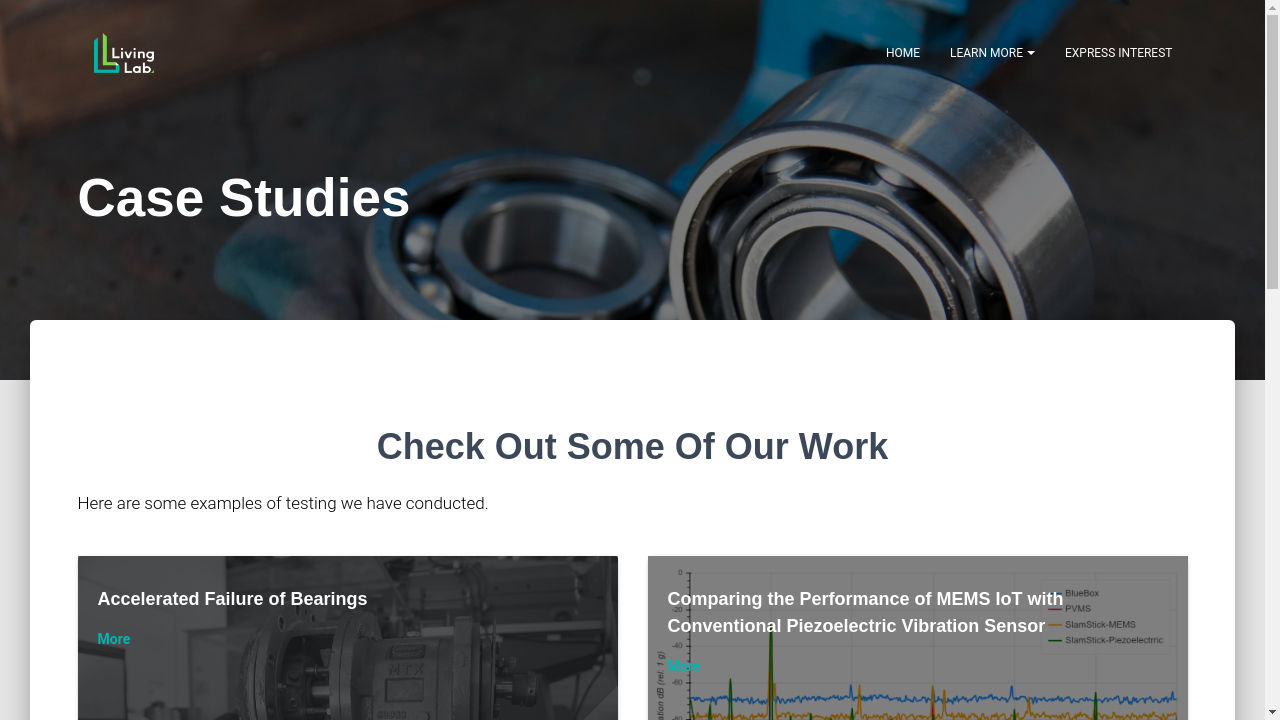 Living
Lab.
HOME
LEARN MORE
EXPRESS INTEREST
Case Studies
Check Out Some Of Our Work
Here are some examples of testing we have conducted.
Accelerated Failure of Bearings
More
Comparing the Performance of MEMS IoT with
Conventional Piezoelectric Vibration Sensor
More
0
-20
-40
-60
BlueBox
PVMS
SlamStick-MEMS
SlamStick-Piezoelectric